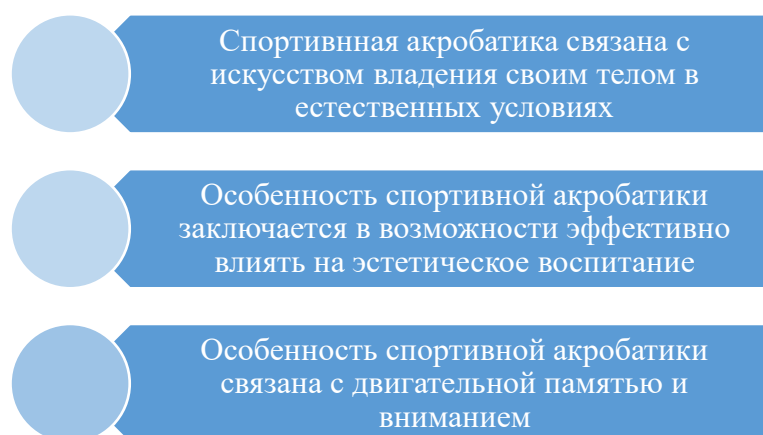 Спортивнная акробатика связана с
искусством владения своим телом в
естественных условиях
Особенность спортивной акробатики
заключается в возможности эффективно
влиять на эстетическое воспитание
Особенность спортивной акробатики
связана с двигательной памятью и
вниманием